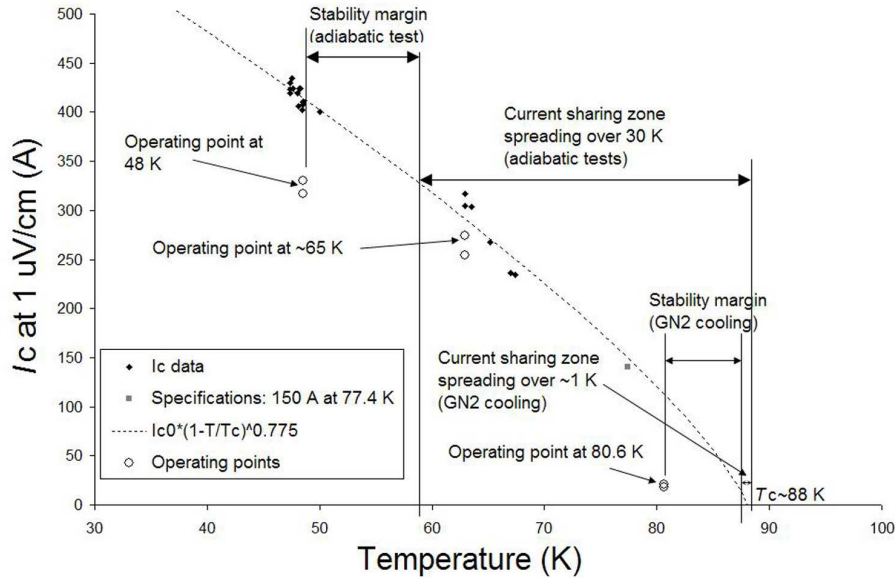 Stability margin
(adiabatic test)
Current sharing zone
spreading over 30 K
(adiabatic tests)
Operating point at
48 K
Operating point at ~65 K
Stability margin
(GN2 cooling)
Current sharing zone
spreading over ~1 K
(GN2 cooling)
Operating point at 80.6 K
Tc~88 K
Ic data
Specifications: 150 A at 77.4 K
Ic0*(1-T/Tc)^0.775
Operating points
Ic at 1 uV/cm (A)
500
450
400
350
300
250
200
150
100
50
0
30 40 50 60 70 80 90 100
Temperature (K)